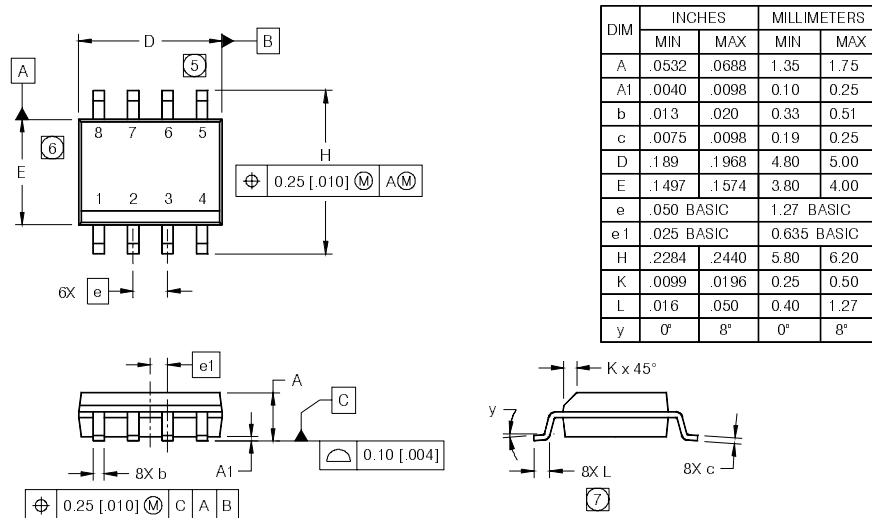 D
B
5
A
8 7 6 5
6
E
H
⌖ 0.25 [.010] Ⓜ AⓂ
1 2 3 4
6X e
DIM INCHES MILLIMETERS
MIN MAX MIN MAX
A .0532 .0688 1.35 1.75
A1 .0040 .0098 0.10 0.25
b .013 .020 0.33 0.51
c .0075 .0098 0.19 0.25
D .189 .1968 4.80 5.00
E .1497 .1574 3.80 4.00
e .050 BASIC 1.27 BASIC
e1 .025 BASIC 0.635 BASIC
H .2284 .2440 5.80 6.20
K .0099 .0196 0.25 0.50
L .016 .050 0.40 1.27
y 0° 8° 0° 8°
e1
A
C
A1
8X b
⌓ 0.10 [.004]
⌖ 0.25 [.010] Ⓜ C A B
K x 45°
y
8X L
8X c
7